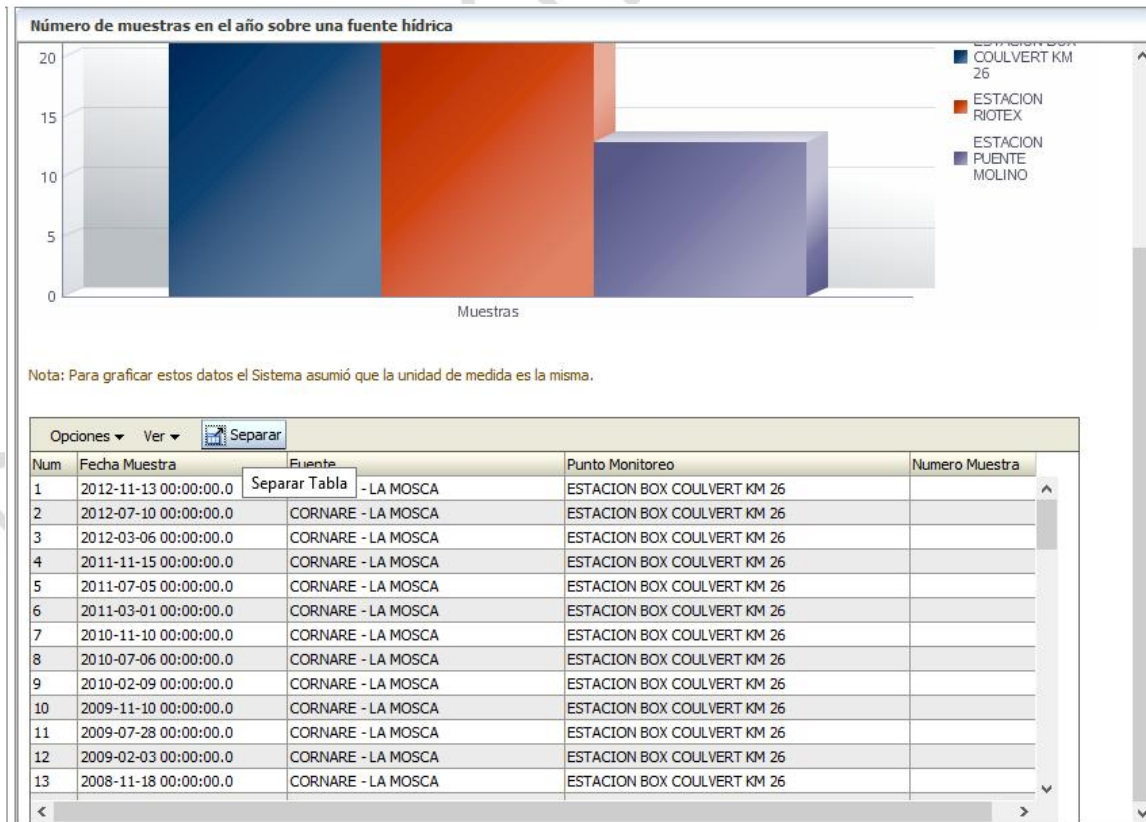 Número de muestras en el año sobre una fuente hídrica
20
15
10
5
0
Muestras
COULVERT KM
26
ESTACION
RIOTEX
ESTACION
PUENTE
MOLINO
Nota: Para graficar estos datos el Sistema asumió que la unidad de medida es la misma.
Opciones Ver Separar
Num Fecha Muestra Fuente Punto Monitoreo Numero Muestra
Separar Tabla
1 2012-11-13 00:00:00.0 - LA MOSCA ESTACION BOX COULVERT KM 26
2 2012-07-10 00:00:00.0 CORNARE - LA MOSCA ESTACION BOX COULVERT KM 26
3 2012-03-06 00:00:00.0 CORNARE - LA MOSCA ESTACION BOX COULVERT KM 26
4 2011-11-15 00:00:00.0 CORNARE - LA MOSCA ESTACION BOX COULVERT KM 26
5 2011-07-05 00:00:00.0 CORNARE - LA MOSCA ESTACION BOX COULVERT KM 26
6 2011-03-01 00:00:00.0 CORNARE - LA MOSCA ESTACION BOX COULVERT KM 26
7 2010-11-10 00:00:00.0 CORNARE - LA MOSCA ESTACION BOX COULVERT KM 26
8 2010-07-06 00:00:00.0 CORNARE - LA MOSCA ESTACION BOX COULVERT KM 26
9 2010-02-09 00:00:00.0 CORNARE - LA MOSCA ESTACION BOX COULVERT KM 26
10 2009-11-10 00:00:00.0 CORNARE - LA MOSCA ESTACION BOX COULVERT KM 26
11 2009-07-28 00:00:00.0 CORNARE - LA MOSCA ESTACION BOX COULVERT KM 26
12 2009-02-03 00:00:00.0 CORNARE - LA MOSCA ESTACION BOX COULVERT KM 26
13 2008-11-18 00:00:00.0 CORNARE - LA MOSCA ESTACION BOX COULVERT KM 26